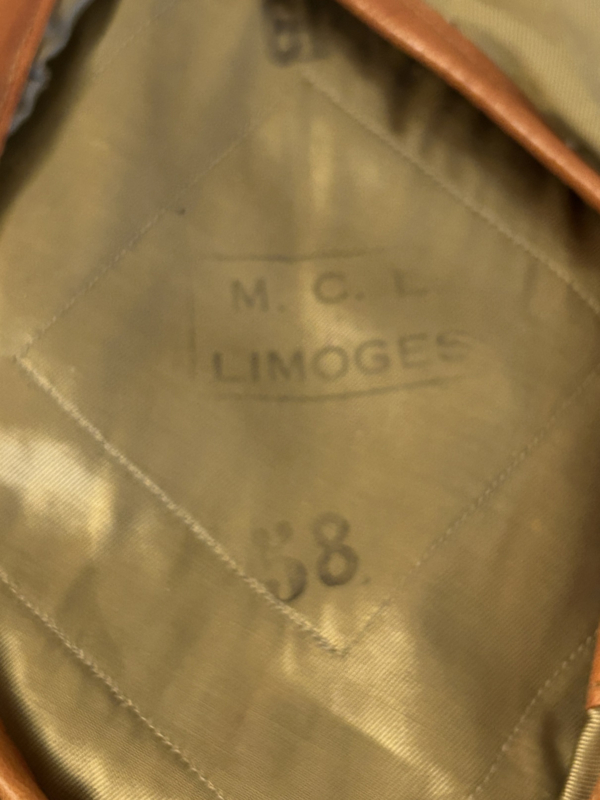 M. C. L
LIMOGES
58